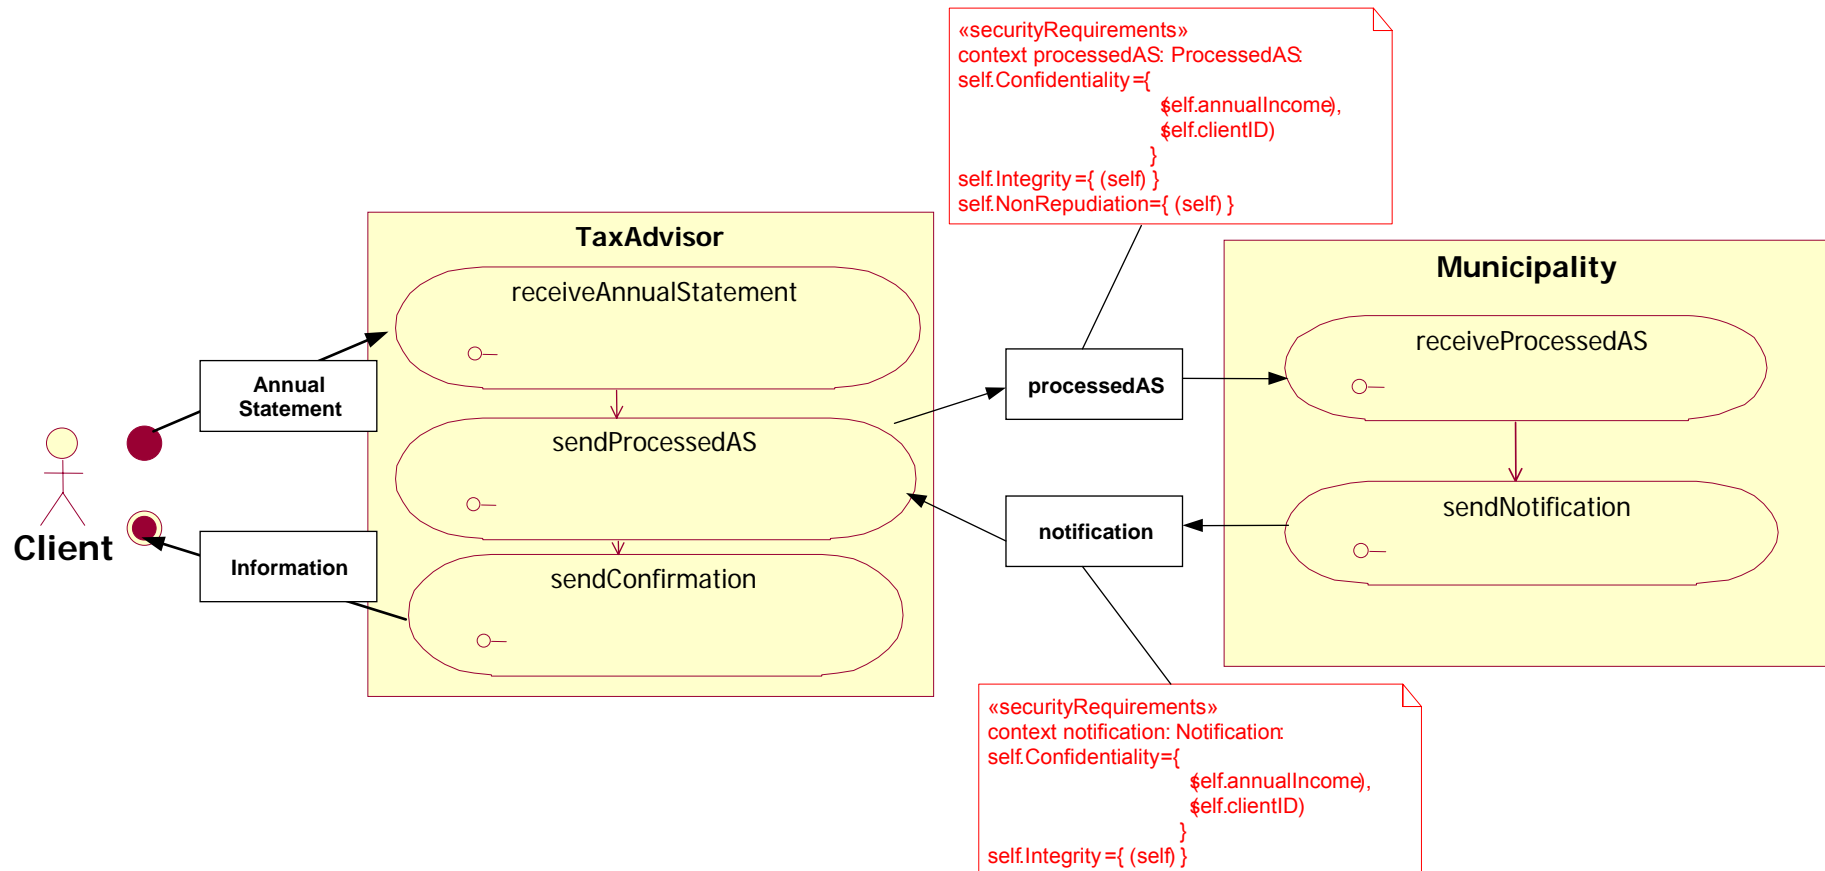 «securityRequirements»
context processedAS: ProcessedAS:
self.Confidentiality={
(self.annualIncome),
(self.clientID)
}
self.Integrity={ (self) }
self.NonRepudiation={ (self) }
TaxAdvisor
receiveAnnualStatement
sendProcessedAS
sendConfirmation
Annual
Statement
Client
Information
processedAS
notification
Municipality
receiveProcessedAS
sendNotification
«securityRequirements»
context notification: Notification:
self.Confidentiality={
(self.annualIncome),
(self.clientID)
}
self.Integrity={ (self) }